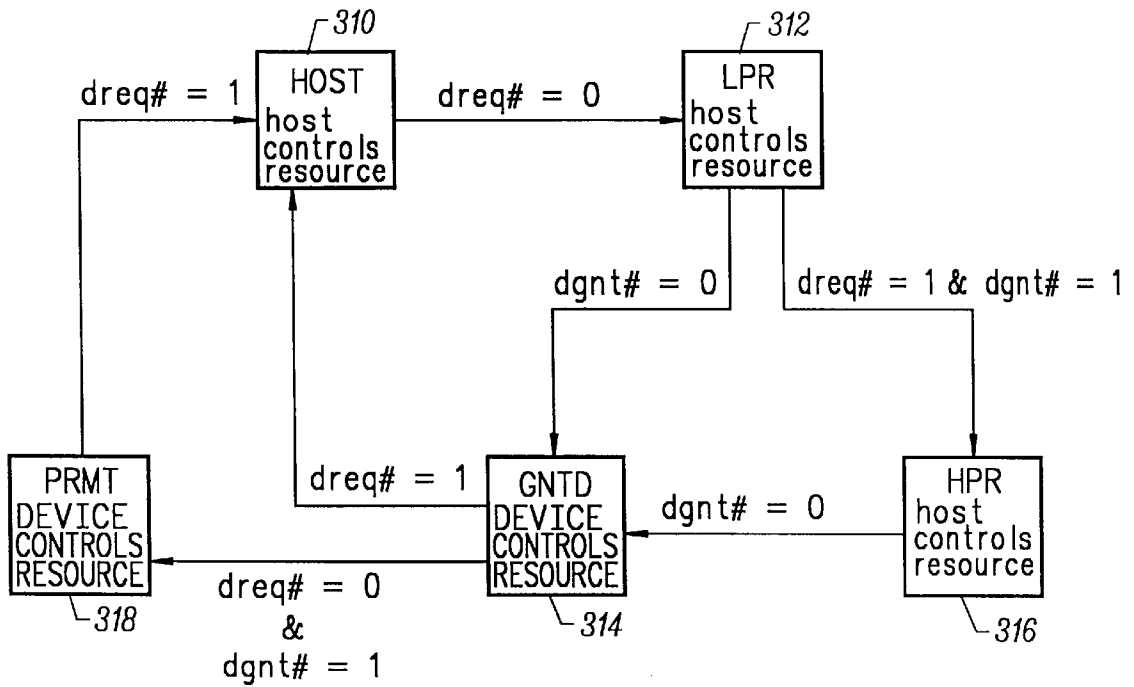 310
312
HOST
host
controls
resource
LPR
host
controls
resource
dreq# = 1
dreq# = 0
dgnt# = 0
dreq# = 1 & dgnt# = 1
PRMT
DEVICE
CONTROLS
RESOURCE
dreq# = 1
GNTD
DEVICE
CONTROLS
RESOURCE
dgnt# = 0
HPR
host
controls
resource
dreq# = 0
&
dgnt# = 1
318
314
316